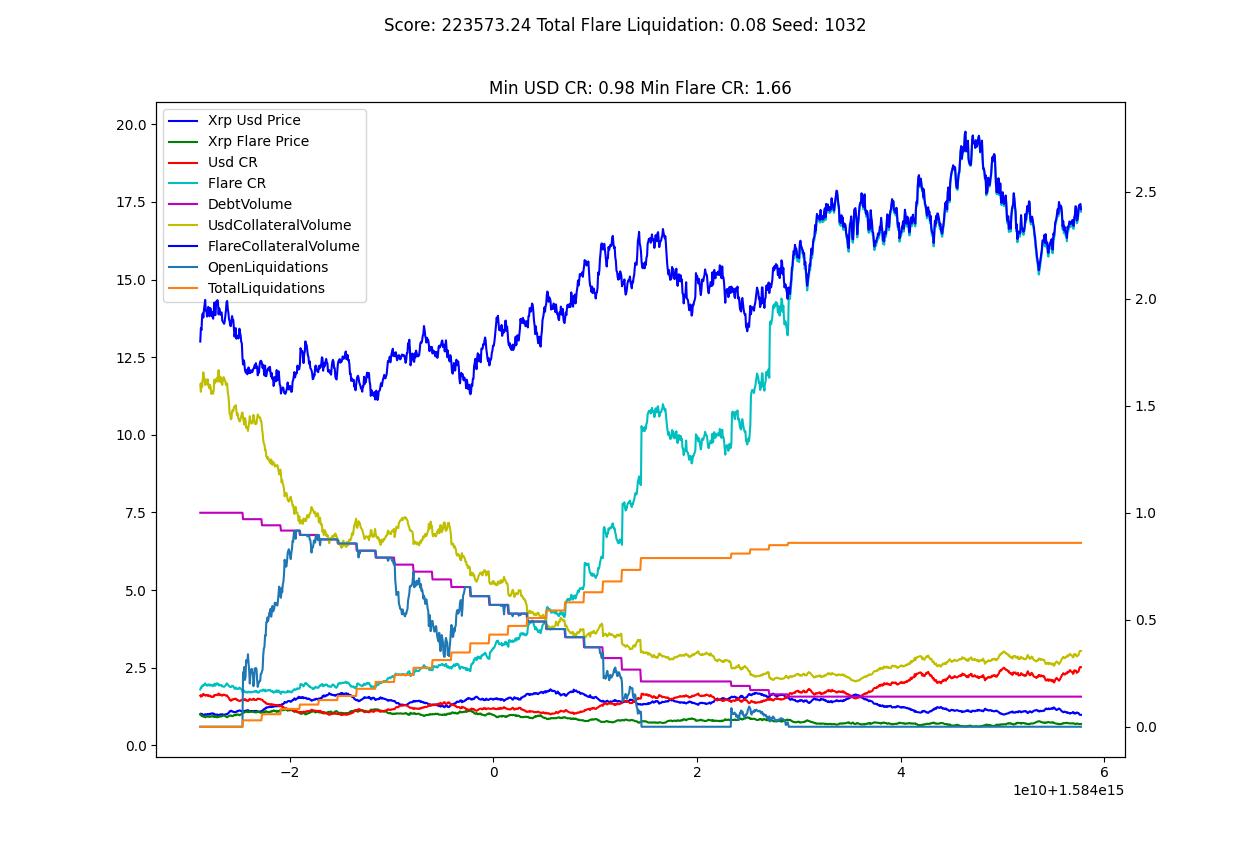 Score: 223573.24 Total Flare Liquidation: 0.08 Seed: 1032
Min USD CR: 0.98 Min Flare CR: 1.66
Xrp Usd Price
Xrp Flare Price
Usd CR
Flare CR
DebtVolume
UsdCollateralVolume
FlareCollateralVolume
OpenLiquidations
TotalLiquidations
20.0
17.5
15.0
12.5
10.0
7.5
5.0
2.5
0.0
2.5
2.0
1.5
1.0
0.5
0.0
−2 0 2 4 6
1e10+1.584e15